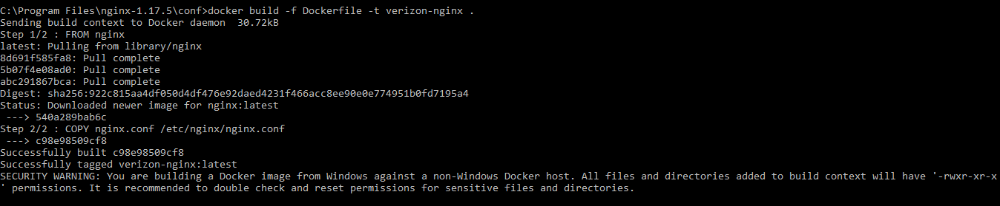 C:\Program Files\nginx-1.17.5\conf>docker build -f Dockerfile -t verizon-nginx .
Sending build context to Docker daemon  30.72kB
Step 1/2 : FROM nginx
latest: Pulling from library/nginx
8d691f585fa8: Pull complete
5b07f4e08ad0: Pull complete
abc291867bca: Pull complete
Digest: sha256:922c815aa4df050d4df476e92daed4231f466acc8ee90e0e774951b0fd7195a4
Status: Downloaded newer image for nginx:latest
 ---> 540a289bab6c
Step 2/2 : COPY nginx.conf /etc/nginx/nginx.conf
 ---> c98e98509cf8
Successfully built c98e98509cf8
Successfully tagged verizon-nginx:latest
SECURITY WARNING: You are building a Docker image from Windows against a non-Windows Docker host. All files and directories added to build context will have '-rwxr-xr-x
' permissions. It is recommended to double check and reset permissions for sensitive files and directories.